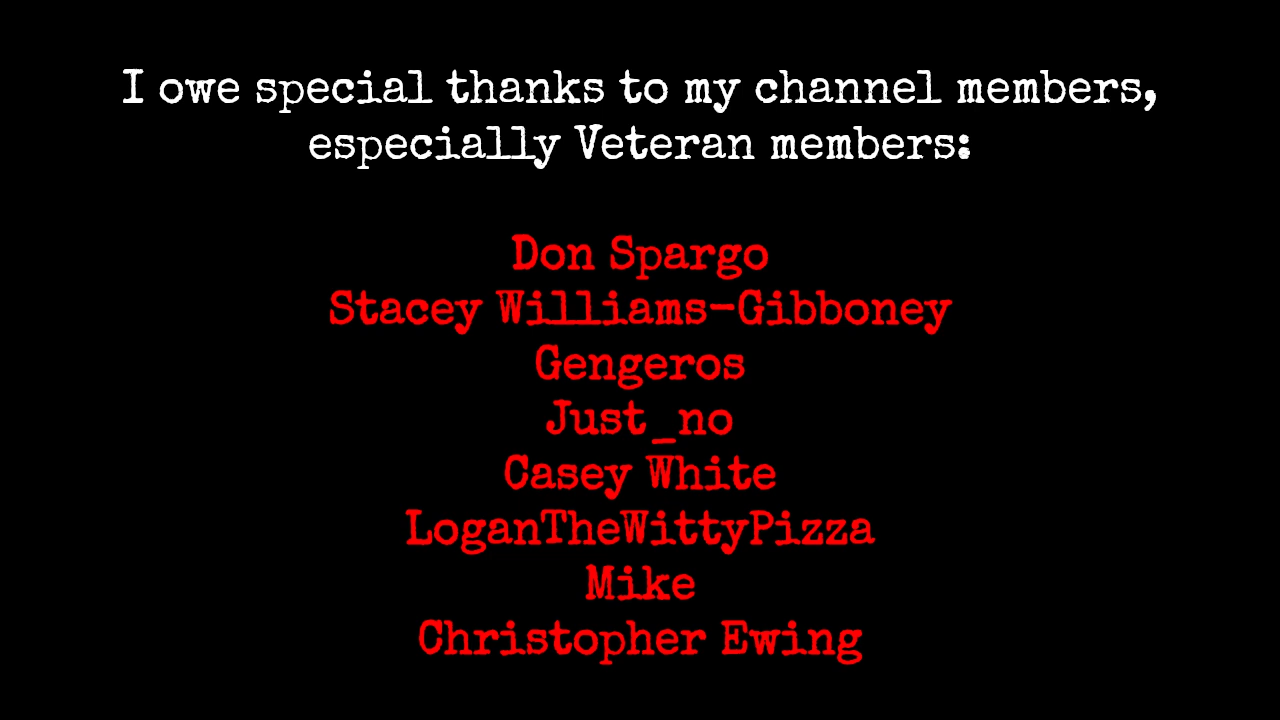 I owe special thanks to my channel members,
especially Veteran members:
Don Spargo
Stacey Williams-Gibboney
Gengeros
Just_no
Casey White
LoganTheWittyPizza
Mike
Christopher Ewing